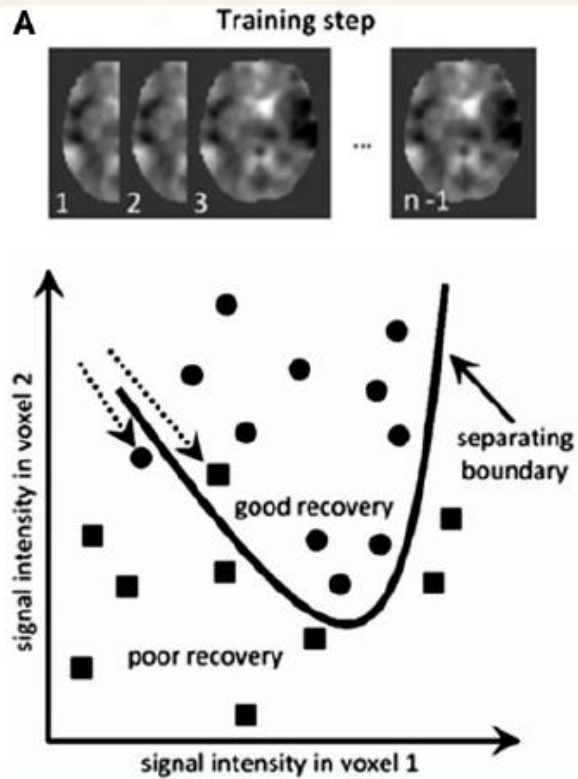 A
Training step
1 2 3 ... n-1
signal intensity in voxel 2
separating
boundary
good recovery
poor recovery
signal intensity in voxel 1